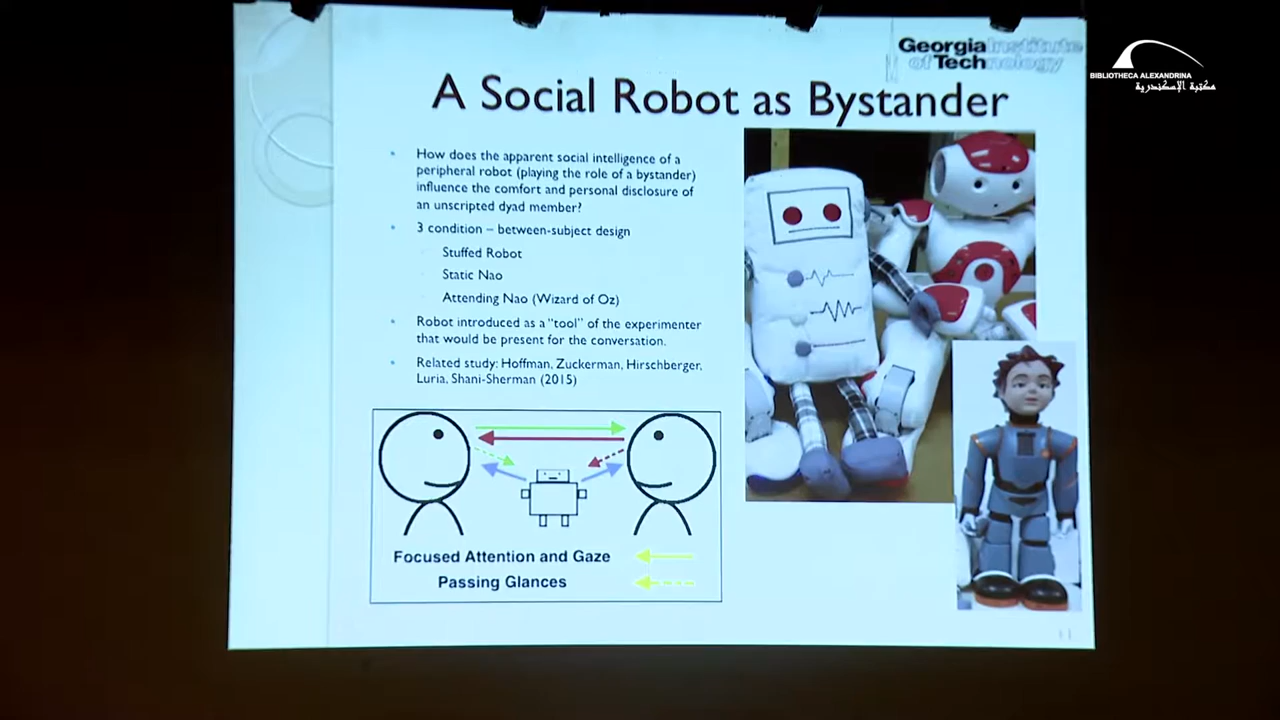 Georgia Institute
of Technology
BIBLIOTHECA ALEXANDRINA
مكتبة الإسكندرية
A Social Robot as Bystander
How does the apparent social intelligence of a
peripheral robot (playing the role of a bystander)
influence the comfort and personal disclosure of
an unscripted dyad member?
3 condition – between-subject design
Stuffed Robot
Static Nao
Attending Nao (Wizard of Oz)
Robot introduced as a “tool” of the experimenter
that would be present for the conversation.
Related study: Hoffman, Zuckerman, Hirschberger,
Luria, Shani-Sherman (2015)
Focused Attention and Gaze
Passing Glances
11